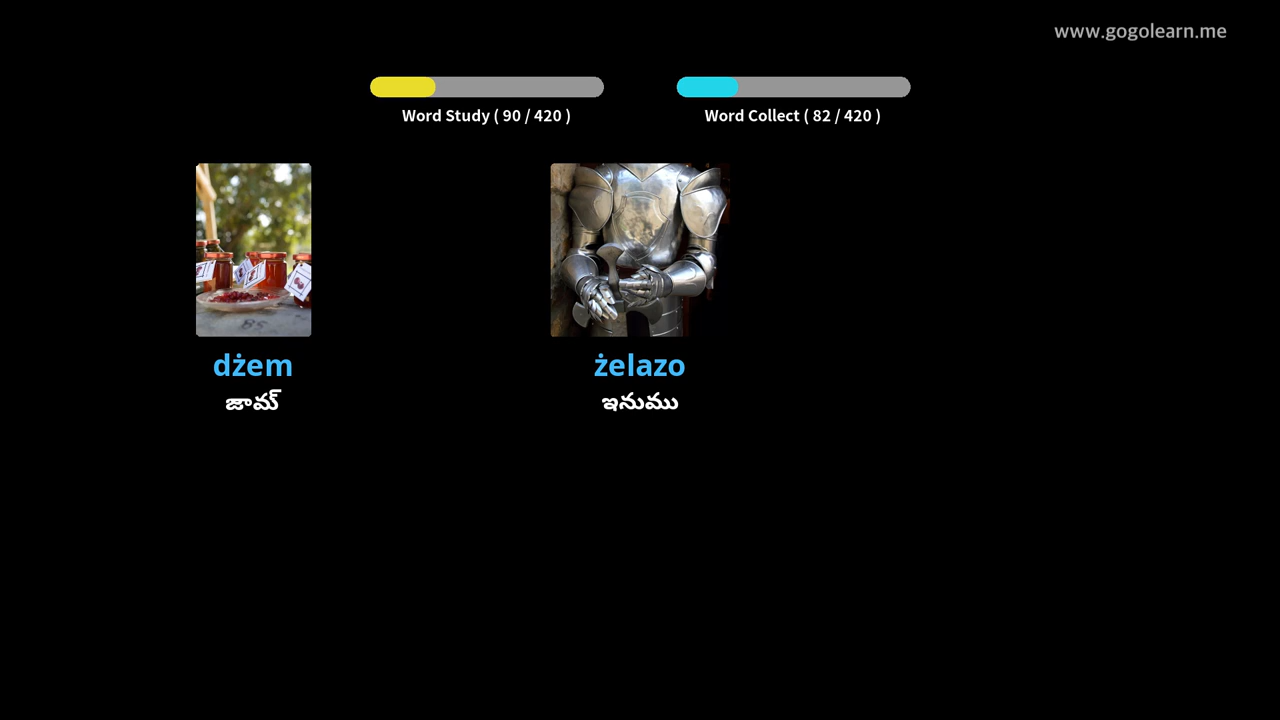 www.gogolearn.me
Word Study ( 90 / 420 )
Word Collect ( 82 / 420 )
dżem
జామ్
żelazo
ఇనుము